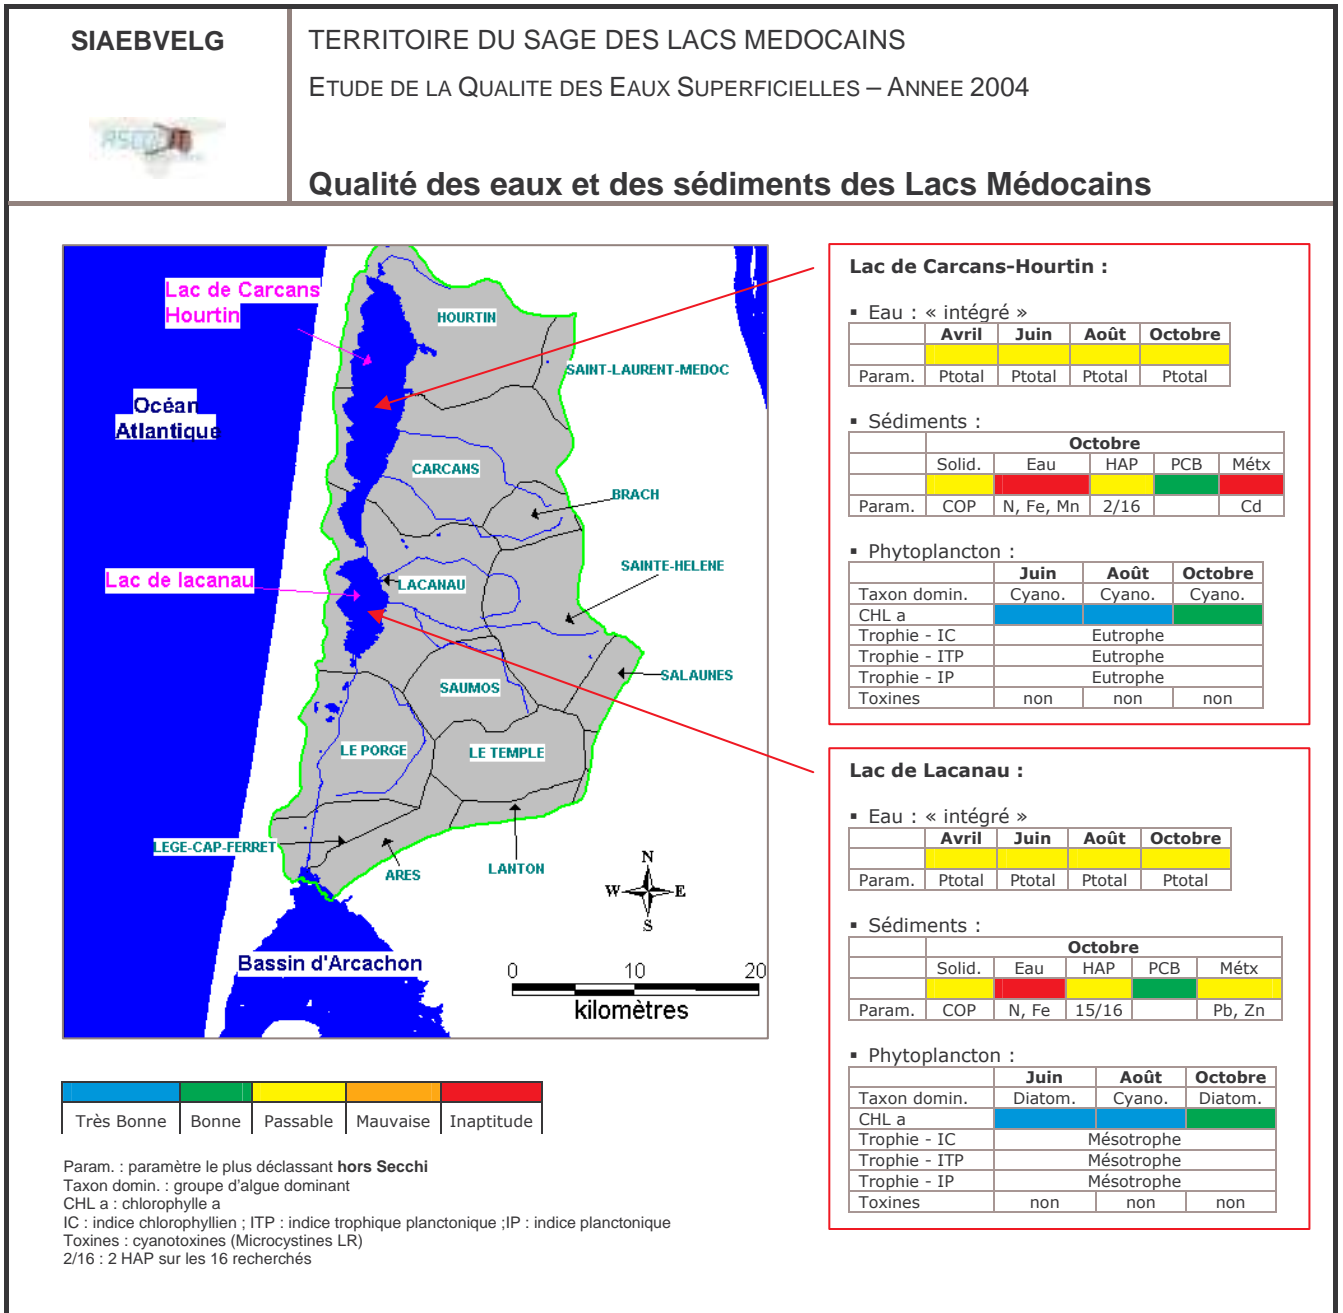 SIAEBVELG
TERRITOIRE DU SAGE DES LACS MEDOCAINS
ETUDE DE LA QUALITE DES EAUX SUPERFICIELLES – ANNEE 2004
Qualité des eaux et des sédiments des Lacs Médocains
Lac de Carcans
Hourtin
HOURTIN
SAINT-LAURENT-MEDOC
Océan
Atlantique
CARCANS
BRACH
SAINTE-HELENE
Lac de lacanau
LACANAU
SALAUNES
SAUMOS
LE PORGE
LE TEMPLE
LEGE-CAP-FERRET
ARES
LANTON
N
W E
S
Bassin d'Arcachon
0 10 20
kilomètres
Très Bonne Bonne Passable Mauvaise Inaptitude
Param. : paramètre le plus déclassant hors Secchi
Taxon domin. : groupe d'algue dominant
CHL a : chlorophylle a
IC : indice chlorophyllien ; ITP : indice trophique planctonique ;IP : indice planctonique
Toxines : cyanotoxines (Microcystines LR)
2/16 : 2 HAP sur les 16 recherchés
Lac de Carcans-Hourtin :
▪ Eau : « intégré »
Avril Juin Août Octobre
Param. Ptotal Ptotal Ptotal Ptotal
▪ Sédiments :
Octobre
Solid. Eau HAP PCB Métx
Param. COP N, Fe, Mn 2/16 Cd
▪ Phytoplancton :
Juin Août Octobre
Taxon domin. Cyano. Cyano. Cyano.
CHL a
Trophie - IC Eutrophe
Trophie - ITP Eutrophe
Trophie - IP Eutrophe
Toxines non non non
Lac de Lacanau :
▪ Eau : « intégré »
Avril Juin Août Octobre
Param. Ptotal Ptotal Ptotal Ptotal
▪ Sédiments :
Octobre
Solid. Eau HAP PCB Métx
Param. COP N, Fe 15/16 Pb, Zn
▪ Phytoplancton :
Juin Août Octobre
Taxon domin. Diatom. Cyano. Diatom.
CHL a
Trophie - IC Mésotrophe
Trophie - ITP Mésotrophe
Trophie - IP Mésotrophe
Toxines non non non